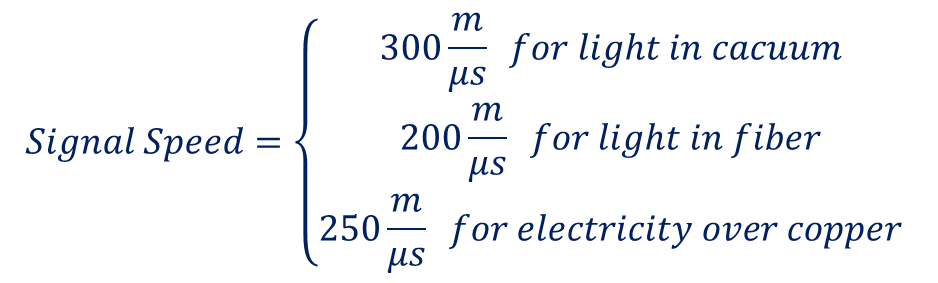 300 m/μs for light in cacuum
Signal Speed = { 200 m/μs for light in fiber
250 m/μs for electricity over copper